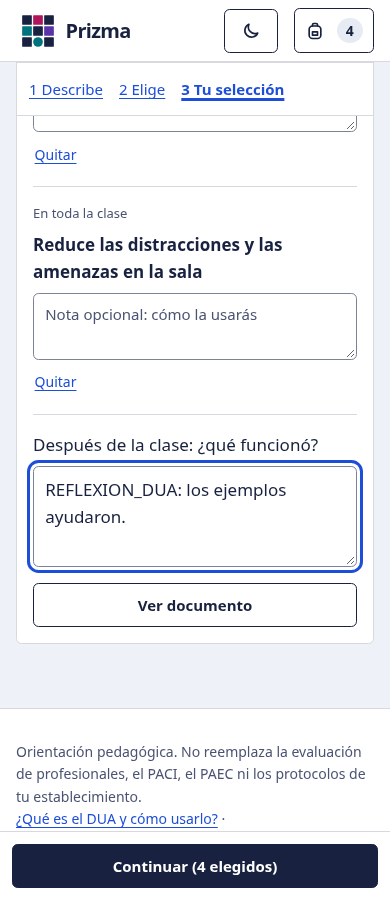 Prizma
4
1 Describe
2 Elige
3 Tu selección
Quitar
En toda la clase
Reduce las distracciones y las
amenazas en la sala
Nota opcional: cómo la usarás
Quitar
Después de la clase: ¿qué funcionó?
REFLEXION_DUA: los ejemplos
ayudaron.
Ver documento
Orientación pedagógica. No reemplaza la evaluación
de profesionales, el PACI, el PAEC ni los protocolos de
tu establecimiento.
¿Qué es el DUA y cómo usarlo? ·
Continuar (4 elegidos)